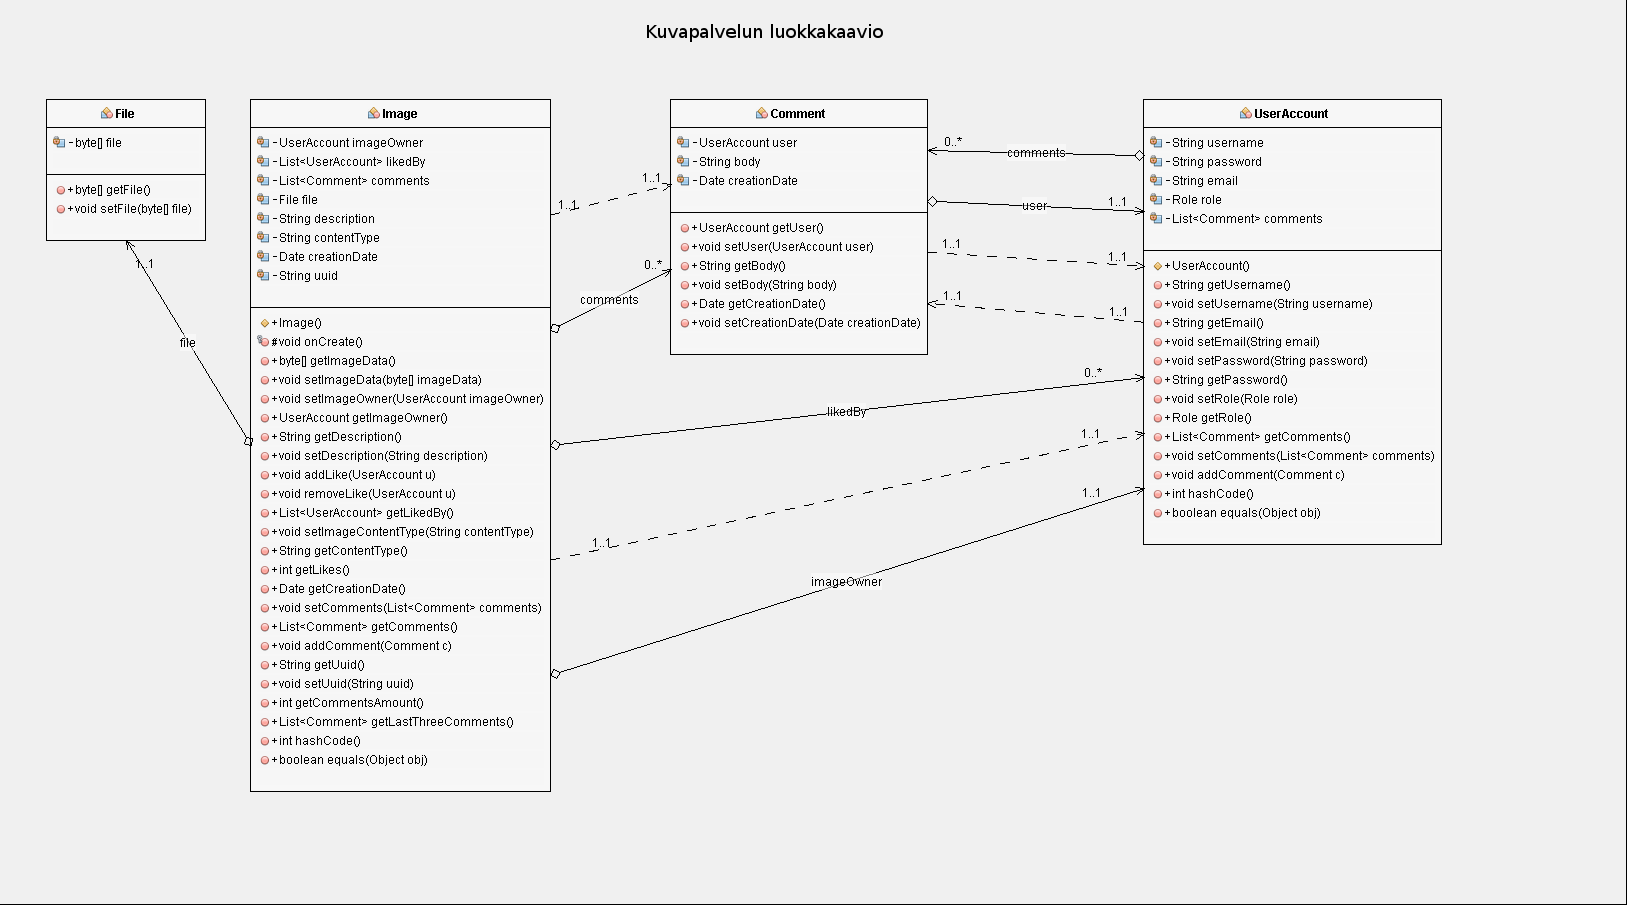 Kuvapalvelun luokkakaavio
File
- byte[] file
+ byte[] getFile()
+ void setFile(byte[] file)
1..1
file
Image
- UserAccount imageOwner
- List<UserAccount> likedBy
- List<Comment> comments
- File file
- String description
- String contentType
- Date creationDate
- String uuid
+ Image()
# void onCreate()
+ byte[] getImageData()
+ void setImageData(byte[] imageData)
+ void setImageOwner(UserAccount imageOwner)
+ UserAccount getImageOwner()
+ String getDescription()
+ void setDescription(String description)
+ void addLike(UserAccount u)
+ void removeLike(UserAccount u)
+ List<UserAccount> getLikedBy()
+ void setImageContentType(String contentType)
+ String getContentType()
+ int getLikes()
+ Date getCreationDate()
+ void setComments(List<Comment> comments)
+ List<Comment> getComments()
+ void addComment(Comment c)
+ String getUuid()
+ void setUuid(String uuid)
+ int getCommentsAmount()
+ List<Comment> getLastThreeComments()
+ int hashCode()
+ boolean equals(Object obj)
1..1
1..1
0..*
comments
Comment
- UserAccount user
- String body
- Date creationDate
+ UserAccount getUser()
+ void setUser(UserAccount user)
+ String getBody()
+ void setBody(String body)
+ Date getCreationDate()
+ void setCreationDate(Date creationDate)
0..*
comments
user
1..1
1..1
1..1
1..1
1..1
0..*
likedBy
1..1
1..1
1..1
imageOwner
UserAccount
- String username
- String password
- String email
- Role role
- List<Comment> comments
+ UserAccount()
+ String getUsername()
+ void setUsername(String username)
+ String getEmail()
+ void setEmail(String email)
+ void setPassword(String password)
+ String getPassword()
+ void setRole(Role role)
+ Role getRole()
+ List<Comment> getComments()
+ void setComments(List<Comment> comments)
+ void addComment(Comment c)
+ int hashCode()
+ boolean equals(Object obj)